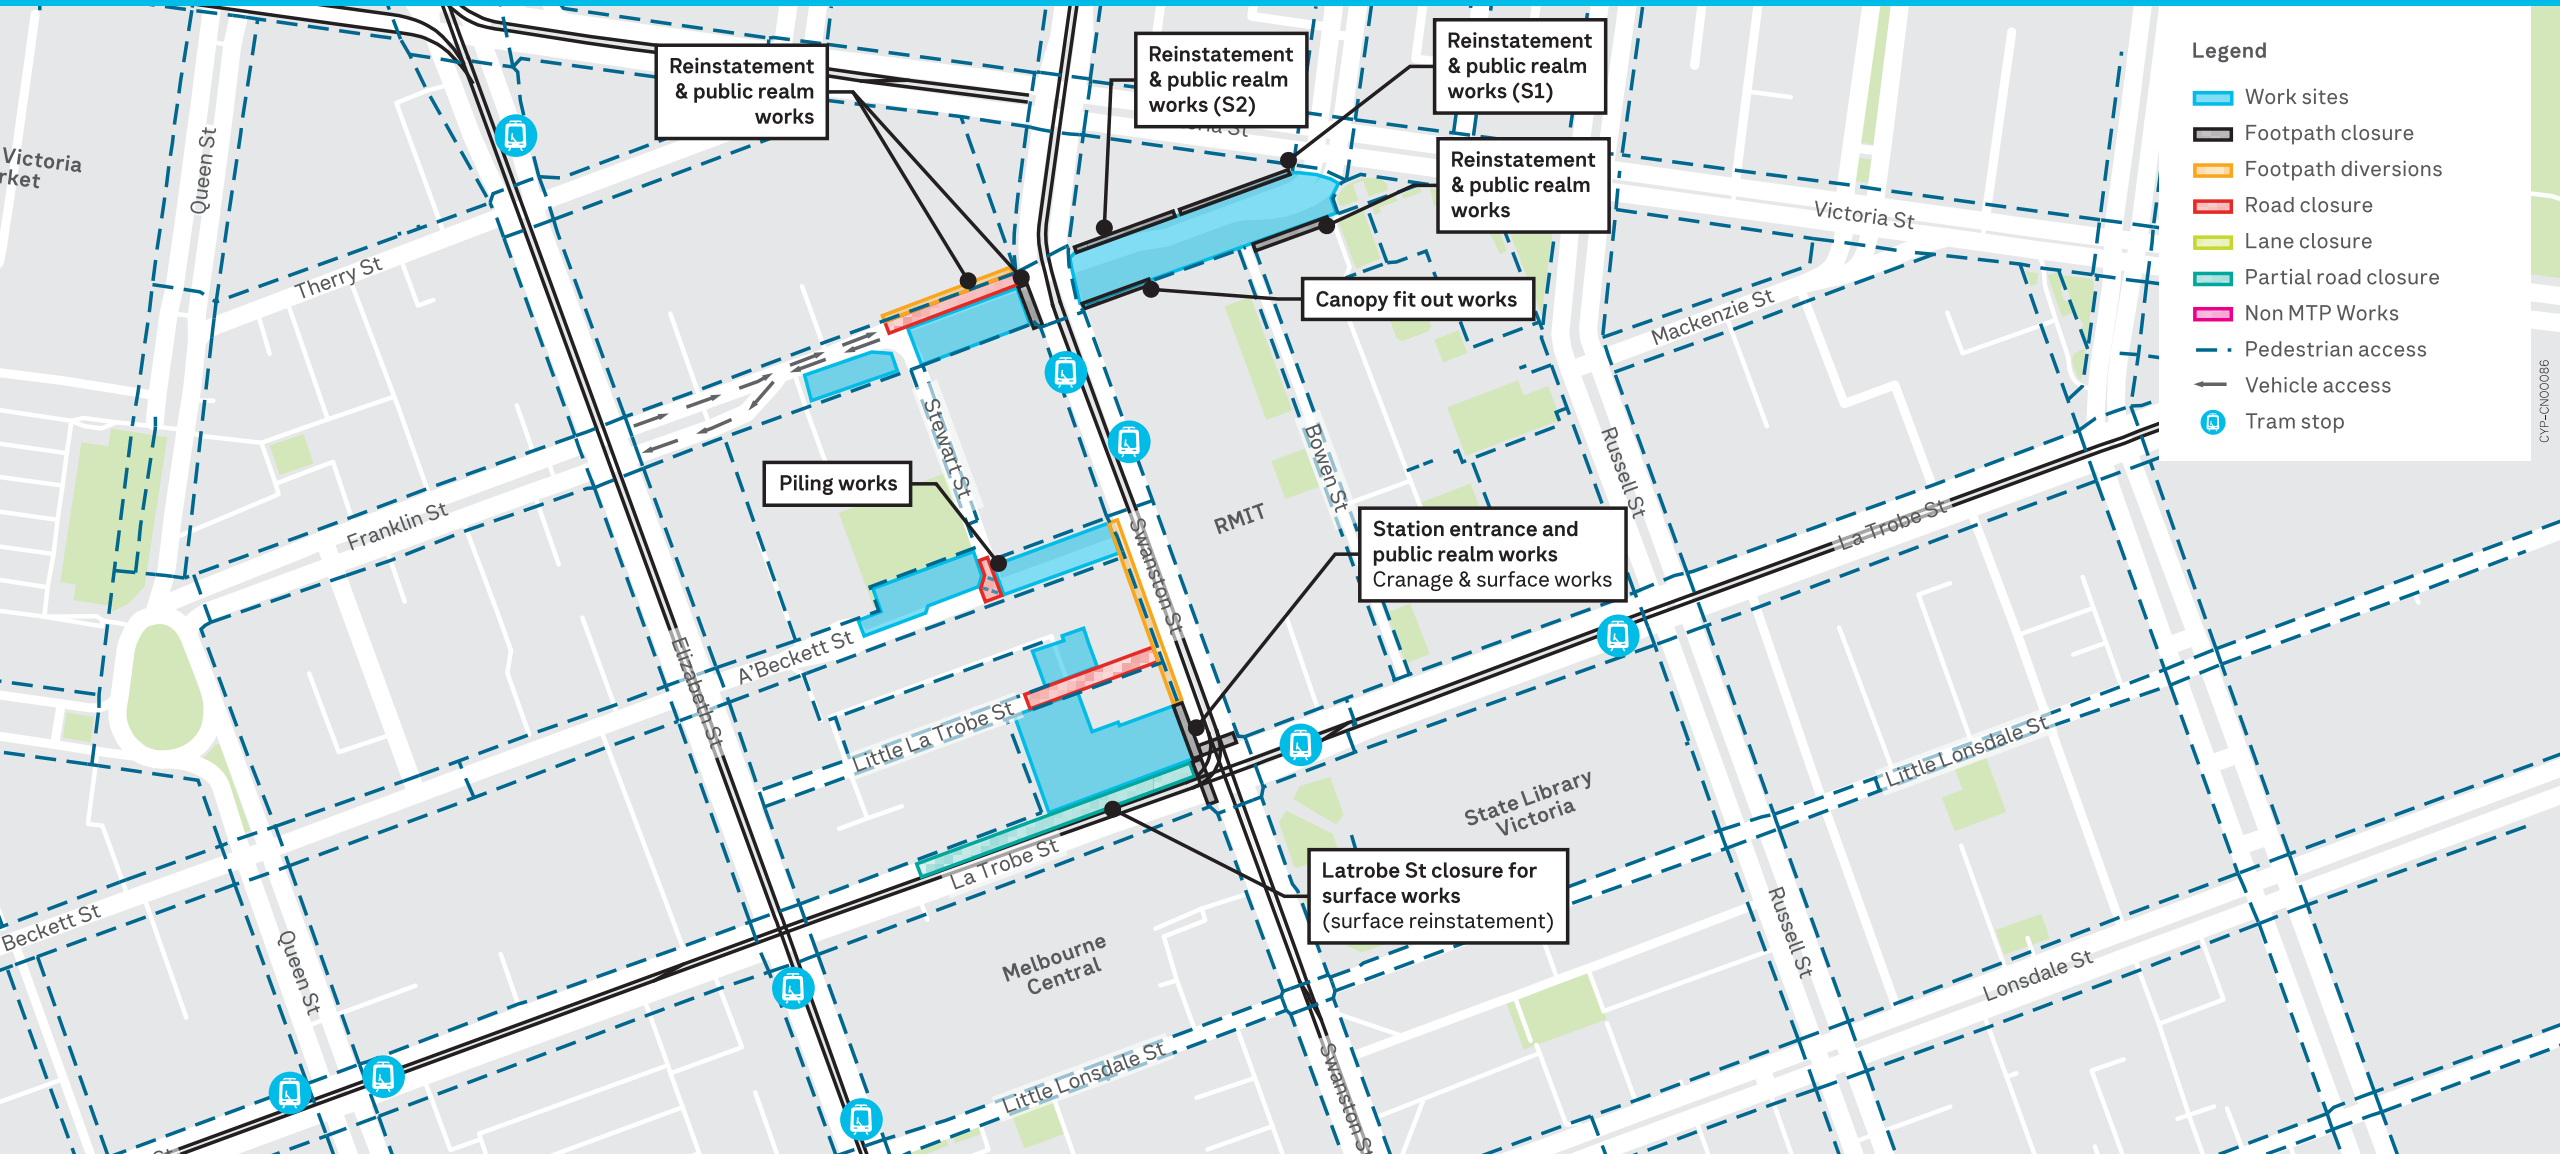 Reinstatement
& public realm
works
Reinstatement
& public realm
works (S2)
Reinstatement
& public realm
works (S1)
Reinstatement
& public realm
works
Canopy fit out works
Piling works
Station entrance and
public realm works
Cranage & surface works
Latrobe St closure for
surface works
(surface reinstatement)
Legend
Work sites
Footpath closure
Footpath diversions
Road closure
Lane closure
Partial road closure
Non MTP Works
Pedestrian access
Vehicle access
Tram stop
CYP-CN00086
Victoria
rket
Queen St
Therry St
ria St
Victoria St
Mackenzie St
Franklin St
Stewart St
Bowen St
Russell St
RMIT
Swanston St
La Trobe St
Elizabeth St
A'Beckett St
Little La Trobe St
La Trobe St
State Library
Victoria
Little Lonsdale St
Beckett St
Queen St
Melbourne
Central
Russell St
Lonsdale St
Little Lonsdale St
Swanston S
St